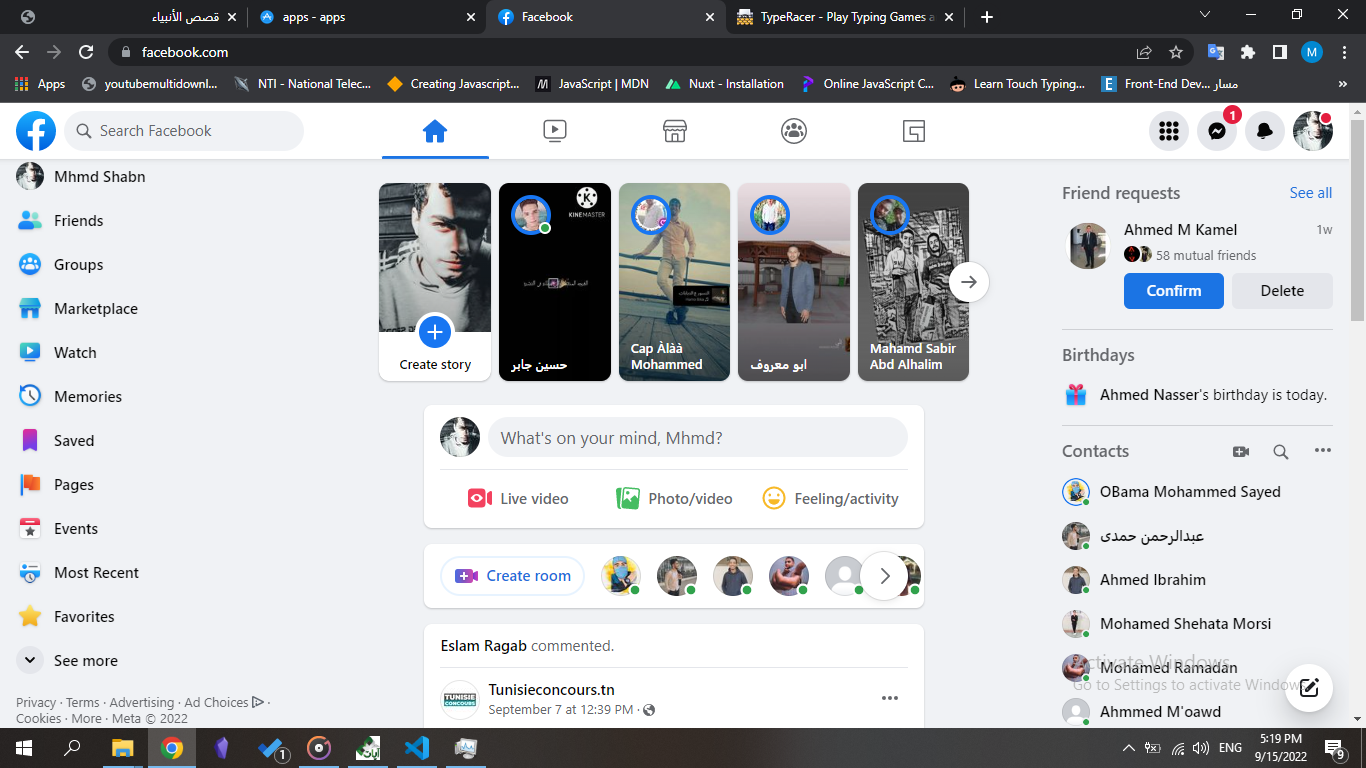 قصص الأنبياء
apps - apps
Facebook
TypeRacer - Play Typing Games a
facebook.com
M
Apps
youtubemultidownl...
NTI - National Telec...
Creating Javascript...
JavaScript | MDN
Nuxt - Installation
Online JavaScript C...
Learn Touch Typing...
Front-End Dev... مسار
»
Search Facebook
1
Mhmd Shabn
Friends
Groups
Marketplace
Watch
Memories
Saved
Pages
Events
Most Recent
Favorites
See more
Privacy · Terms · Advertising · Ad Choices ·
Cookies · More · Meta © 2022
Create story
KINEMASTER
حسين جابر
Cap Àlàà
Mohammed
ابو معروف
Mahamd Sabir
Abd Alhalim
What's on your mind, Mhmd?
Live video
Photo/video
Feeling/activity
Create room
Eslam Ragab commented.
TUNISIE
CONCOURS
Tunisieconcours.tn
September 7 at 12:39 PM ·
Friend requests
See all
Ahmed M Kamel
1w
58 mutual friends
Confirm
Delete
Birthdays
Ahmed Nasser's birthday is today.
Contacts
OBama Mohammed Sayed
عبدالرحمن حمدى
Ahmed Ibrahim
Mohamed Shehata Morsi
Mohamed Ramadan
Ahmmed M'oawd
Activate Windows
Go to Settings to activate Windows.
1
ENG
5:19 PM
9/15/2022
9